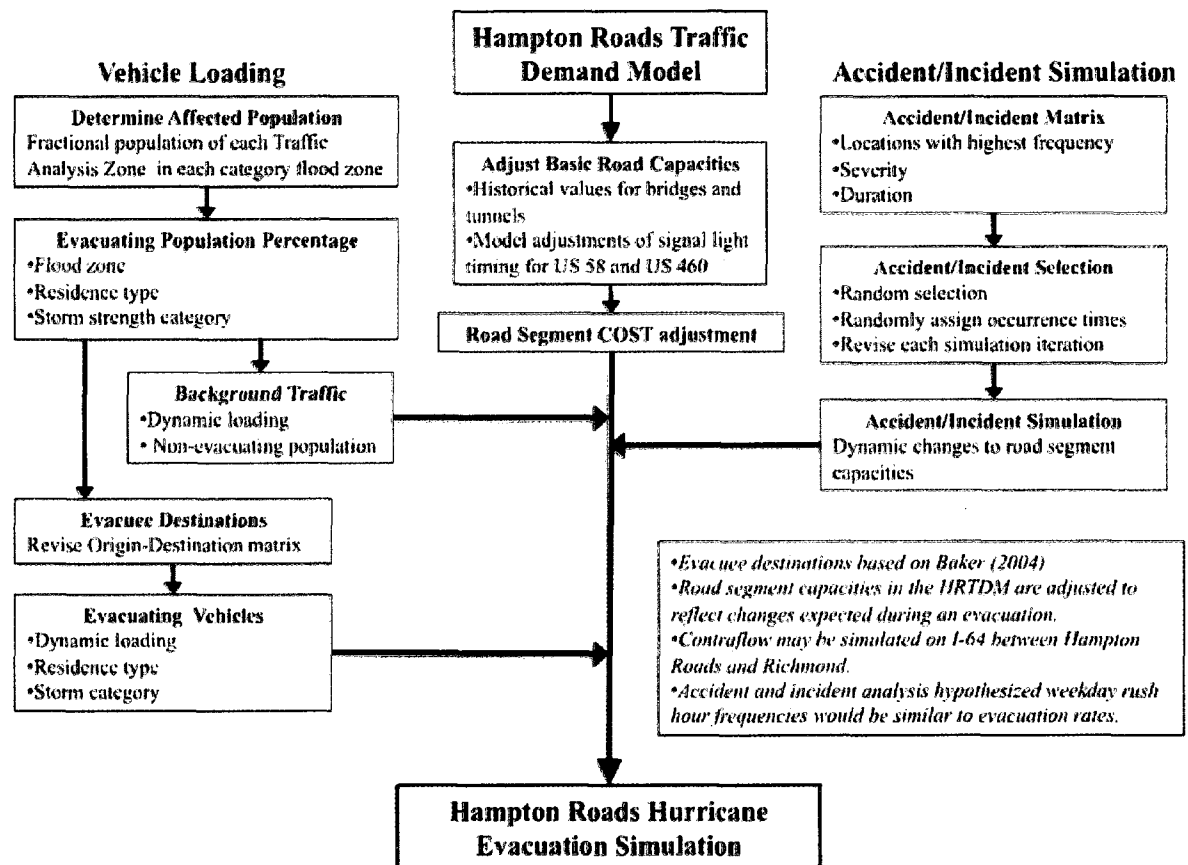 Hampton Roads Traffic
Demand Model
Vehicle Loading
Determine Affected Population
Fractional population of each Traffic
Analysis Zone in each category flood zone
Evacuating Population Percentage
•Flood zone
•Residence type
•Storm strength category
Background Traffic
•Dynamic loading
• Non-evacuating population
Evacuee Destinations
Revise Origin-Destination matrix
Evacuating Vehicles
•Dynamic loading
•Residence type
•Storm category
Adjust Basic Road Capacities
•Historical values for bridges and
tunnels
•Model adjustments of signal light
timing for US 58 and US 460
Road Segment COST adjustment
Accident/Incident Simulation
Accident/Incident Matrix
•Locations with highest frequency
•Severity
•Duration
Accident/Incident Selection
•Random selection
•Randomly assign occurrence times
•Revise each simulation iteration
Accident/Incident Simulation
Dynamic changes to road segment
capacities
•Evacuee destinations based on Baker (2004)
•Road segment capacities in the HRTDM are adjusted to
reflect changes expected during an evacuation.
•Contraflow may be simulated on I-64 between Hampton
Roads and Richmond.
•Accident and incident analysis hypothesized weekday rush
hour frequencies would be similar to evacuation rates.
Hampton Roads Hurricane
Evacuation Simulation